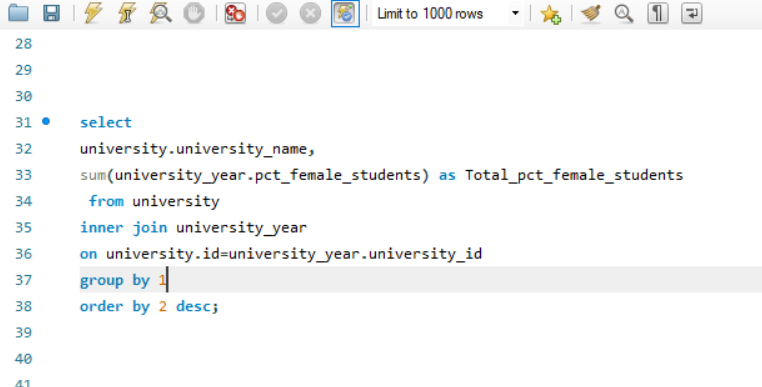 Limit to 1000 rows
28
29
30
31 select
32 university.university_name,
33 sum(university_year.pct_female_students) as Total_pct_female_students
34 from university
35 inner join university_year
36 on university.id=university_year.university_id
37 group by 1
38 order by 2 desc;
39
40
41